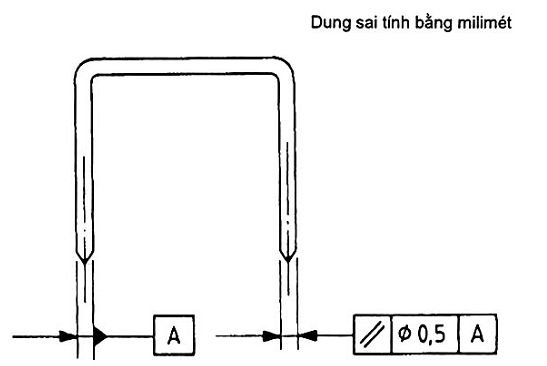 Dung sai tính bằng milimét
A
⫽ Ø 0,5 A